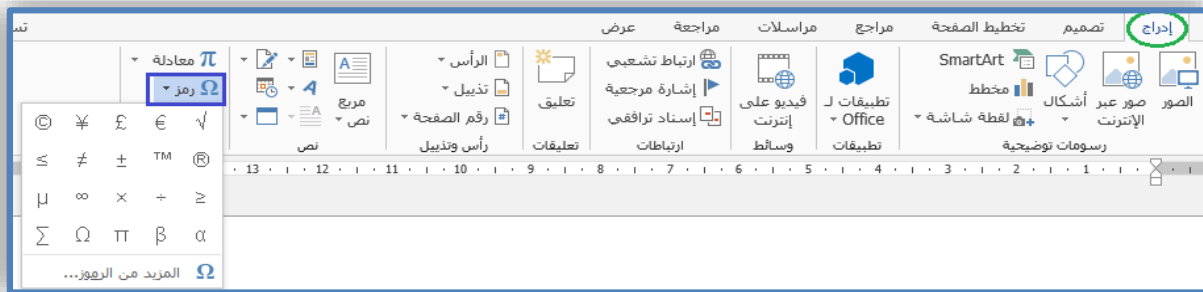 إدراج تصميم تخطيط الصفحة مراجع مراسلات مراجعة عرض
الصور
صور عبر الإنترنت
أشكال
SmartArt
مخطط
لقطة شاشة
رسومات توضيحية
تطبيقات لـ Office
تطبيقات
فيديو على إنترنت
وسائط
ارتباط تشعبي
إشارة مرجعية
إسناد ترافقي
ارتباطات
تعليق
تعليقات
الرأس
تذييل
رقم الصفحة
رأس وتذييل
مربع نص
نص
π معادلة
Ω رمز
© ¥ £ € √
≤ ≠ ± ™ ®
µ ∞ × ÷ ≥
∑ Ω π β α
Ω المزيد من الرموز...
13 12 11 10 9 8 7 6 5 4 3 2 1